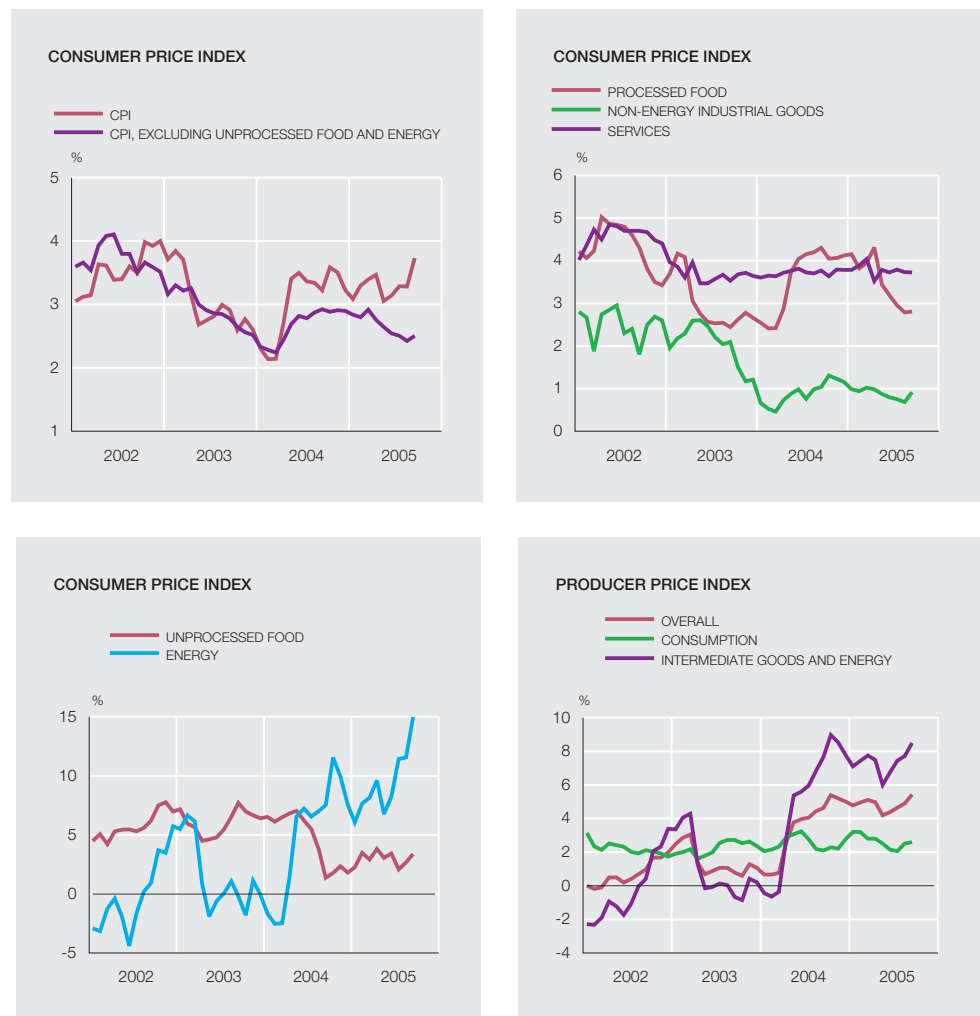 CONSUMER PRICE INDEX
CPI
CPI, EXCLUDING UNPROCESSED FOOD AND ENERGY
%
5
4
3
2
1
2002 2003 2004 2005
CONSUMER PRICE INDEX
PROCESSED FOOD
NON-ENERGY INDUSTRIAL GOODS
SERVICES
%
6
5
4
3
2
1
0
2002 2003 2004 2005
CONSUMER PRICE INDEX
UNPROCESSED FOOD
ENERGY
%
15
10
5
0
-5
2002 2003 2004 2005
PRODUCER PRICE INDEX
OVERALL
CONSUMPTION
INTERMEDIATE GOODS AND ENERGY
%
10
8
6
4
2
0
-2
-4
2002 2003 2004 2005